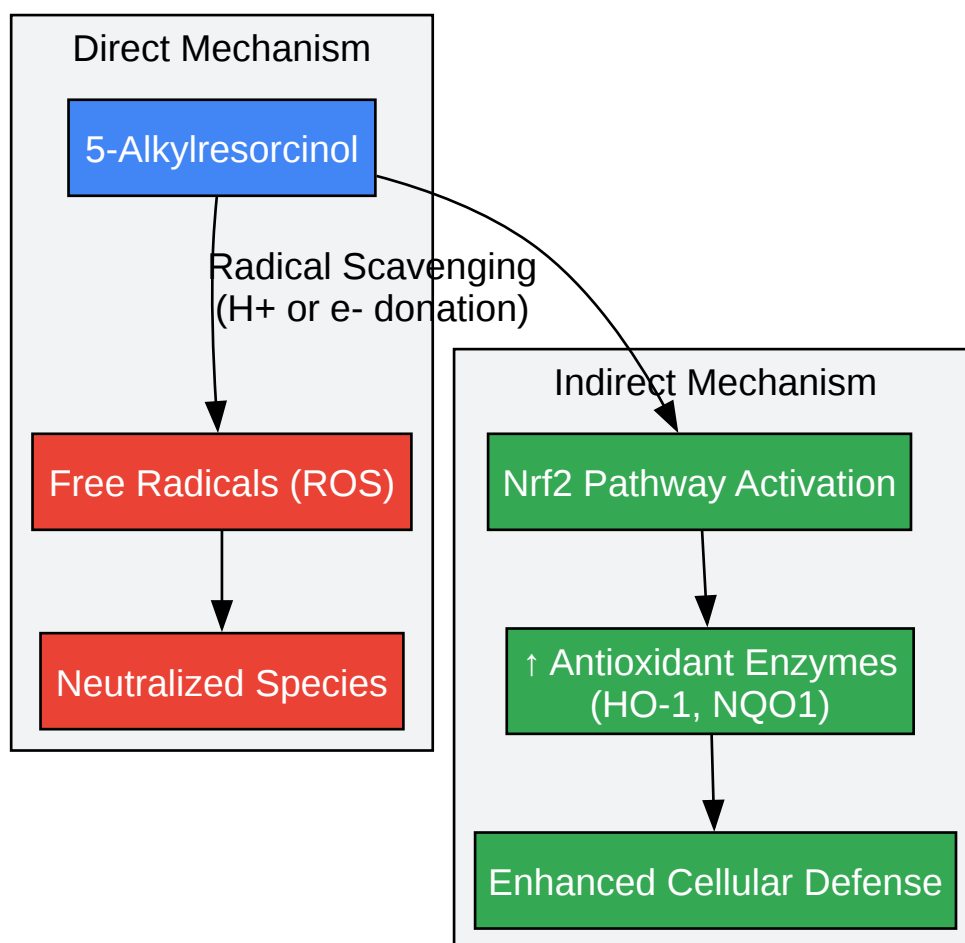 Direct Mechanism
5-Alkylresorcinol
Radical Scavenging
(H+ or e- donation)
Free Radicals (ROS)
Neutralized Species
Indirect Mechanism
Nrf2 Pathway Activation
↑ Antioxidant Enzymes
(HO-1, NQO1)
Enhanced Cellular Defense